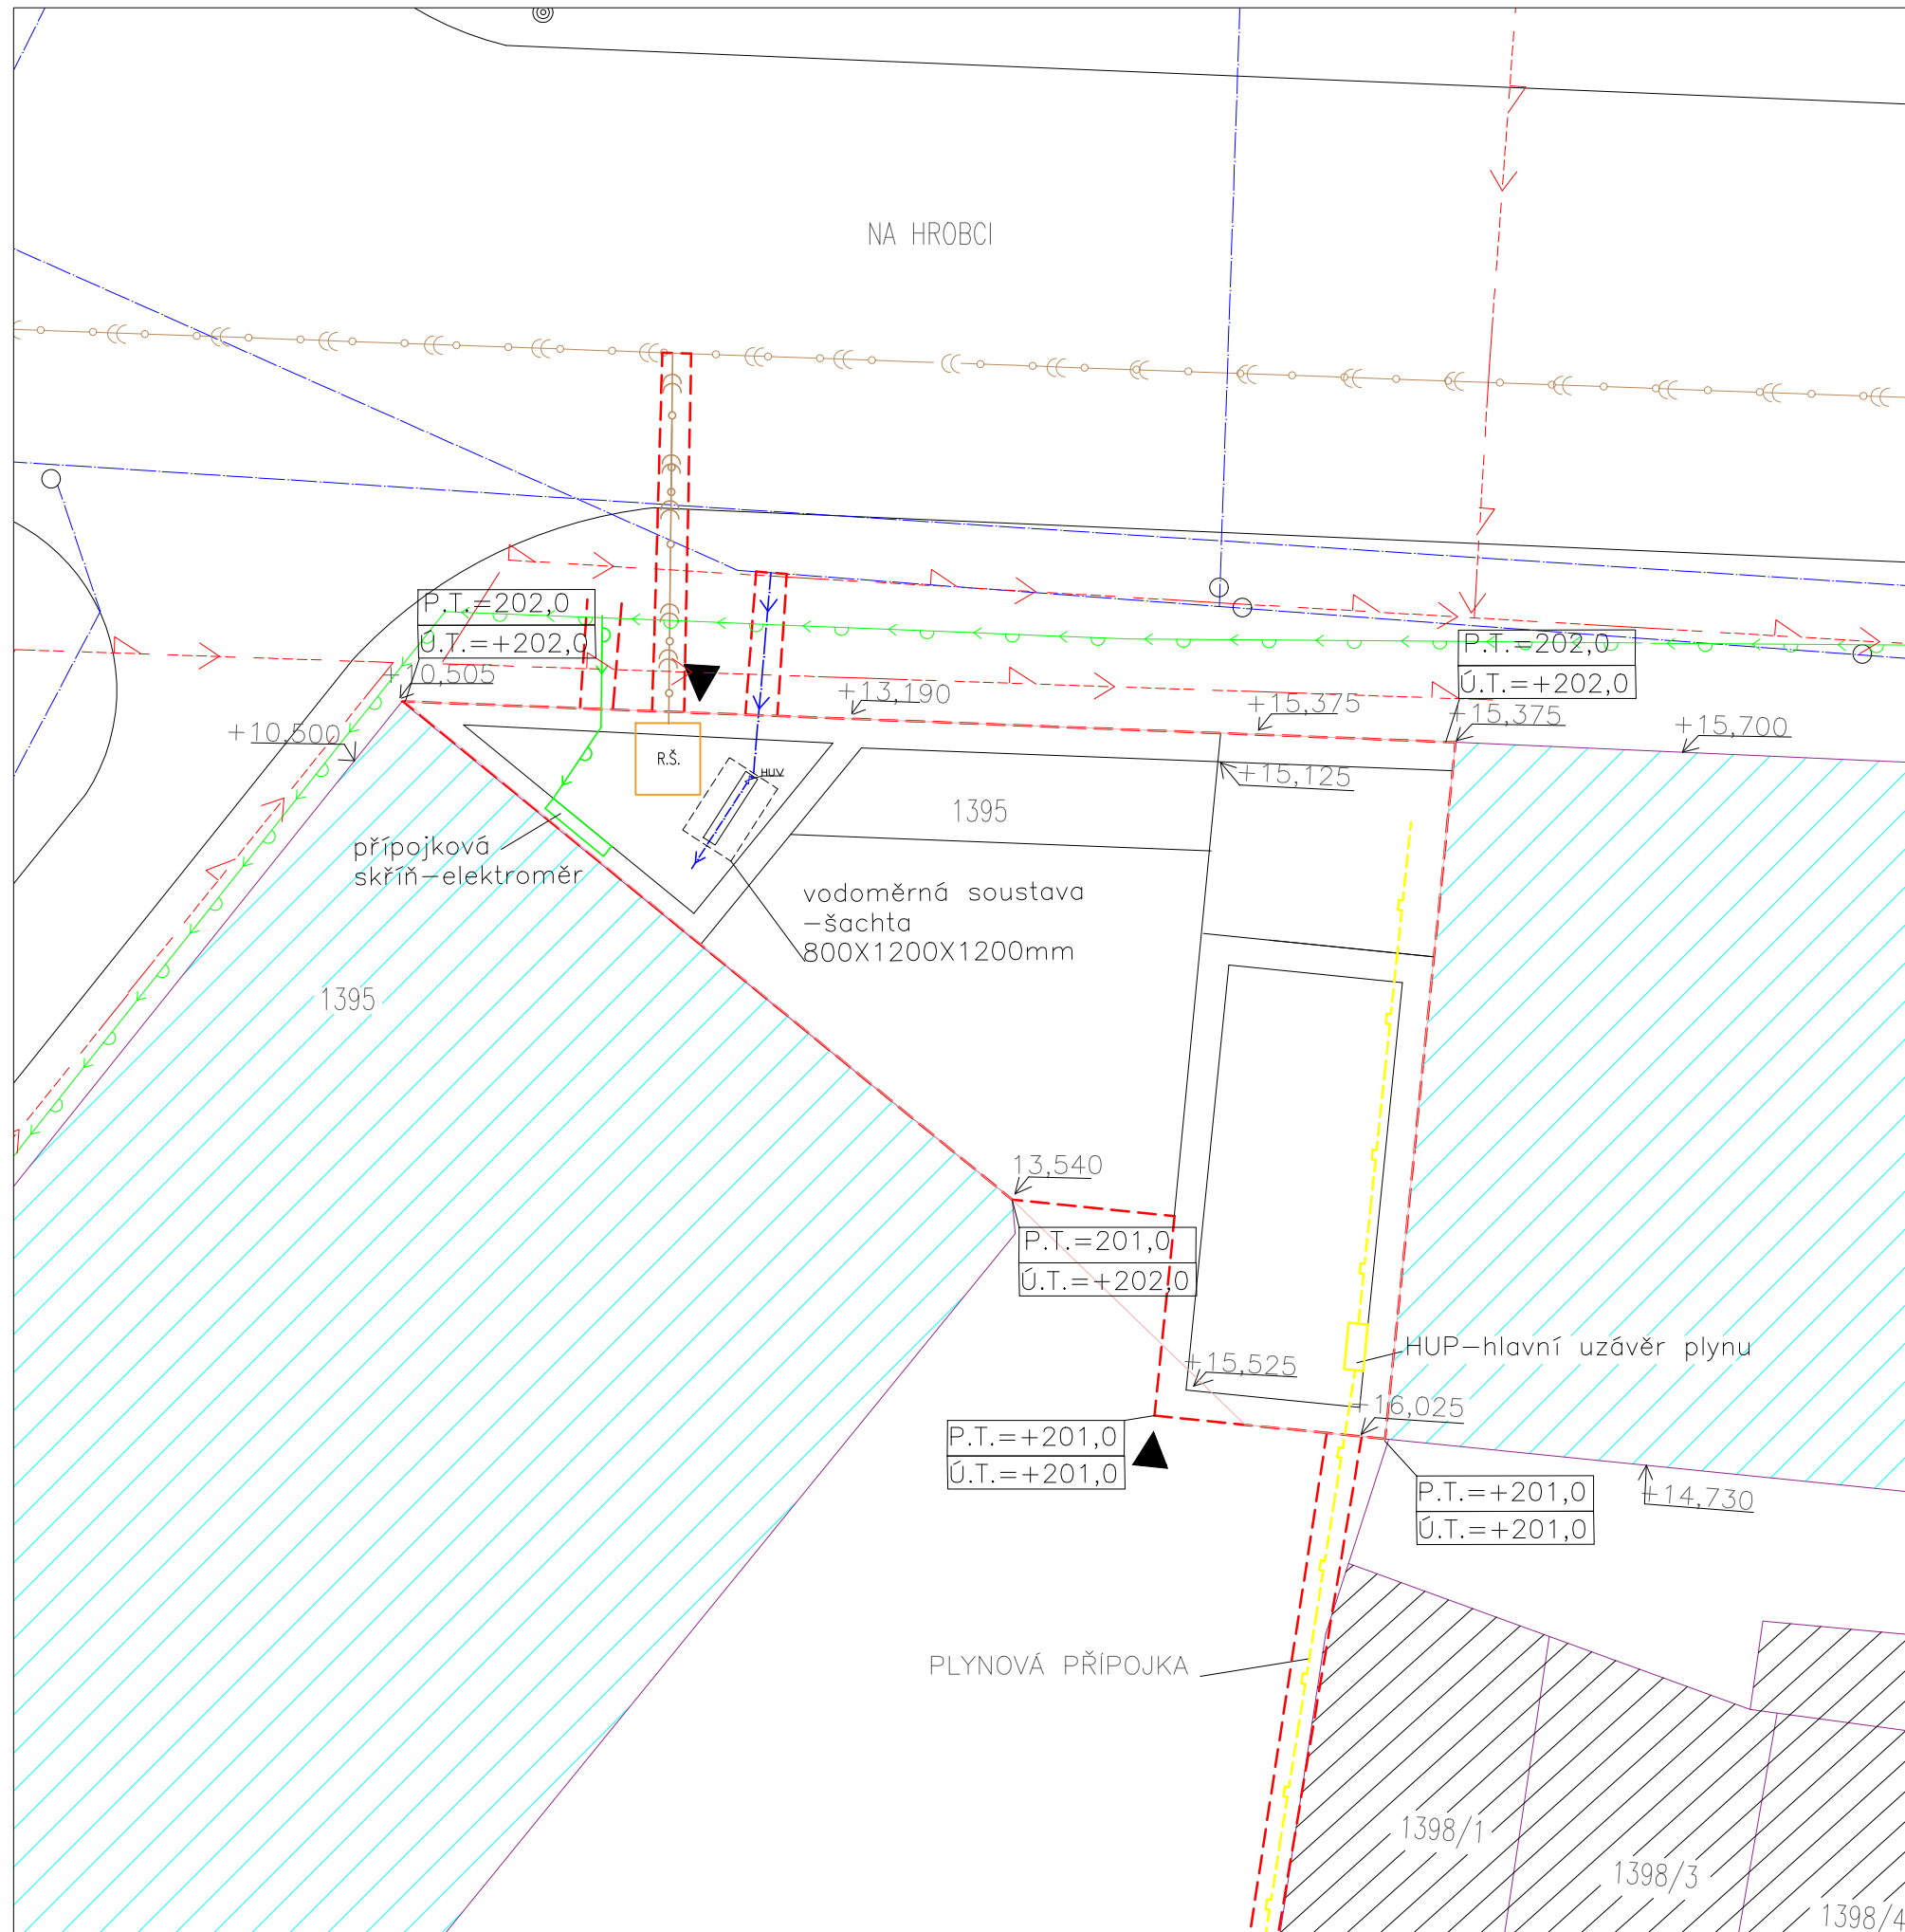 NA HROBCI
P.T.=202,0
Ú.T.=+202,0
+10,505
+10,500
+13,190
+15,375
P.T.=202,0
Ú.T.=+202,0
+15,375
+15,700
R.Š.
HUV
+15,125
1395
přípojková
skříň-elektroměr
vodoměrná soustava
-šachta
800X1200X1200mm
1395
13,540
P.T.=201,0
Ú.T.=+202,0
HUP-hlavní uzávěr plynu
+15,525
+16,025
P.T.=+201,0
Ú.T.=+201,0
P.T.=+201,0
Ú.T.=+201,0
+14,730
PLYNOVÁ PŘÍPOJKA
1398/1
1398/3
1398/4